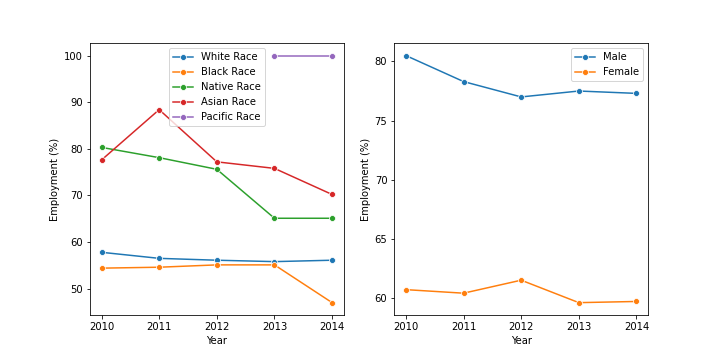 100
90
80
70
60
50
Employment (%)
2010 2011 2012 2013 2014
Year
White Race
Black Race
Native Race
Asian Race
Pacific Race
80
75
70
65
60
Employment (%)
2010 2011 2012 2013 2014
Year
Male
Female